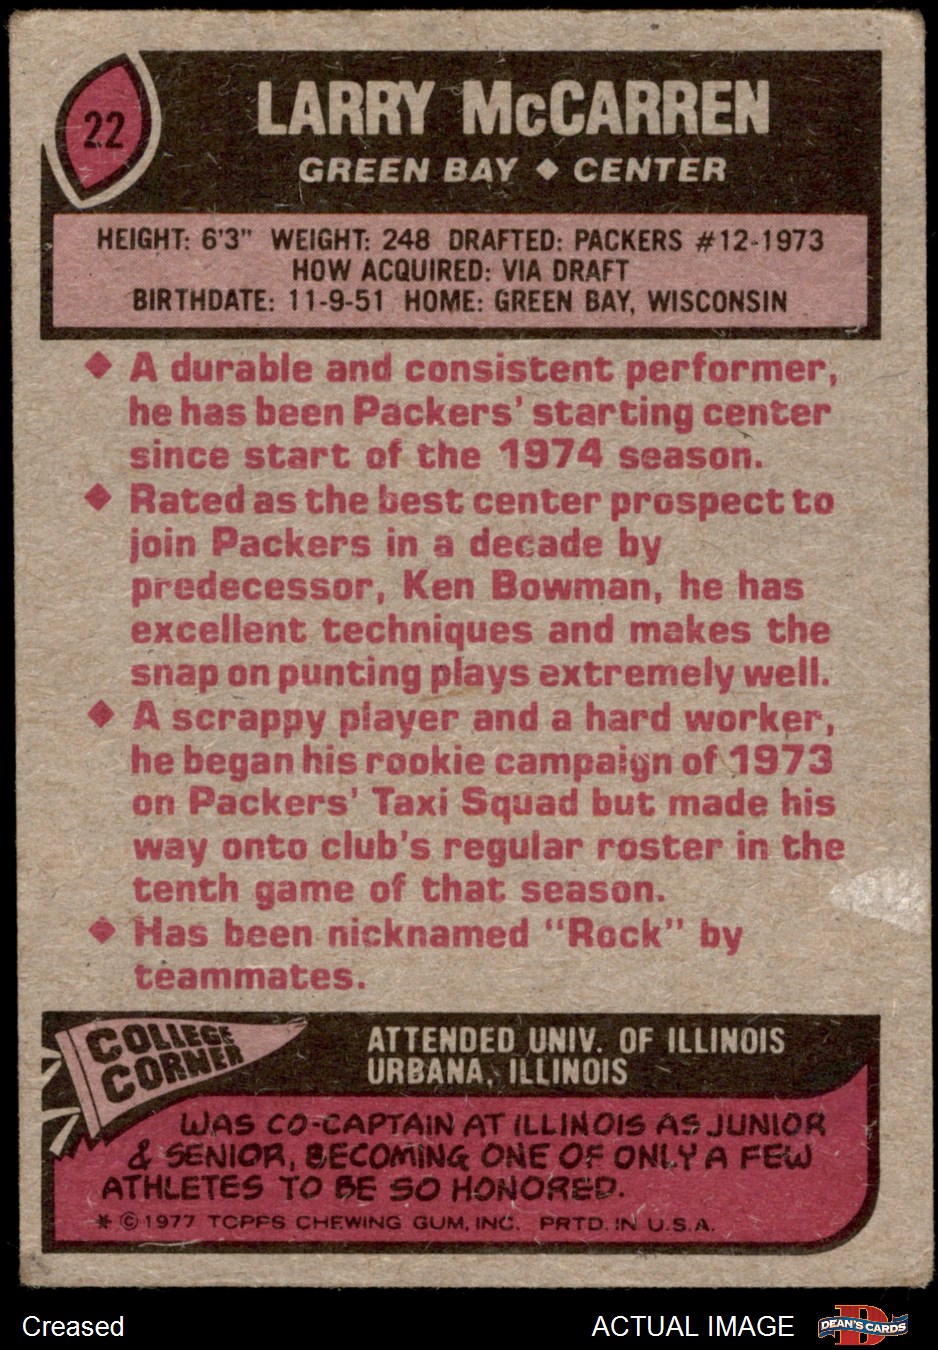 22
LARRY McCARREN
GREEN BAY ◆ CENTER
HEIGHT: 6'3" WEIGHT: 248 DRAFTED: PACKERS #12-1973
HOW ACQUIRED: VIA DRAFT
BIRTHDATE: 11-9-51 HOME: GREEN BAY, WISCONSIN
◆ A durable and consistent performer,
he has been Packers' starting center
since start of the 1974 season.
◆ Rated as the best center prospect to
join Packers in a decade by
predecessor, Ken Bowman, he has
excellent techniques and makes the
snap on punting plays extremely well.
◆ A scrappy player and a hard worker,
he began his rookie campaign of 1973
on Packers' Taxi Squad but made his
way onto club's regular roster in the
tenth game of that season.
◆ Has been nicknamed "Rock" by
teammates.
COLLEGE
CORNER
ATTENDED UNIV. OF ILLINOIS
URBANA, ILLINOIS
WAS CO-CAPTAIN AT ILLINOIS AS JUNIOR
& SENIOR, BECOMING ONE OF ONLY A FEW
ATHLETES TO BE SO HONORED.
* © 1977 TOPPS CHEWING GUM, INC. PRTD. IN U.S.A.
Creased
ACTUAL IMAGE
D
DEAN'S CARDS